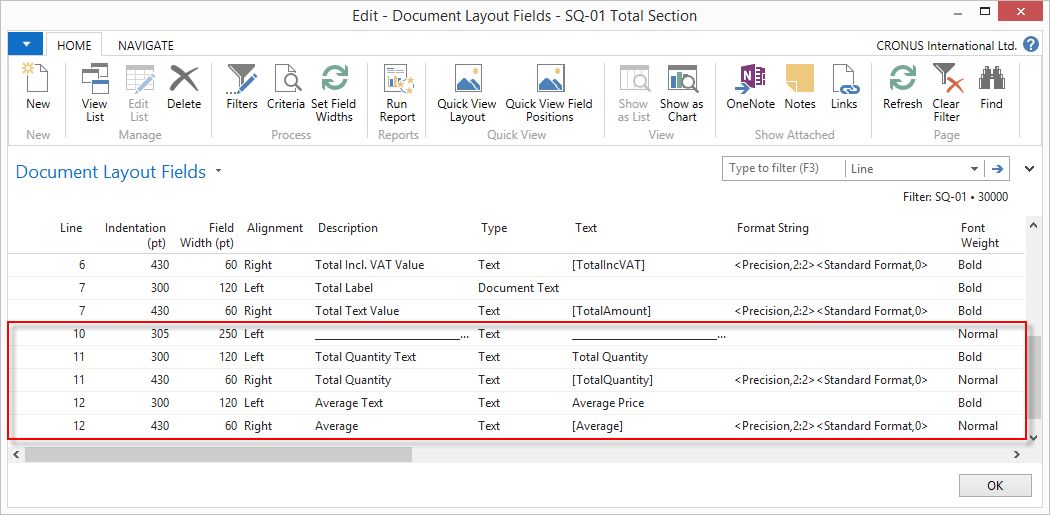 Edit - Document Layout Fields - SQ-01 Total Section
HOME NAVIGATE CRONUS International Ltd. ?
New View List Edit List Delete Filters Criteria Set Field Widths Run Report Quick View Layout Quick View Field Positions Show as List Show as Chart OneNote Notes Links Refresh Clear Filter Find
New Manage Process Reports Quick View View Show Attached Page
Document Layout Fields Type to filter (F3) Line
Filter: SQ-01 • 30000
Line Indentation (pt) Field Width (pt) Alignment Description Type Text Format String Font Weight
6 430 60 Right Total Incl. VAT Value Text [TotalIncVAT] <Precision,2:2><Standard Format,0> Bold
7 300 120 Left Total Label Document Text Bold
7 430 60 Right Total Text Value Text [TotalAmount] <Precision,2:2><Standard Format,0> Bold
10 305 250 Left ________________________... Text ________________________... Normal
11 300 120 Left Total Quantity Text Text Total Quantity Bold
11 430 60 Right Total Quantity Text [TotalQuantity] <Precision,2:2><Standard Format,0> Normal
12 300 120 Left Average Text Text Average Price Bold
12 430 60 Right Average Text [Average] <Precision,2:2><Standard Format,0> Normal
OK